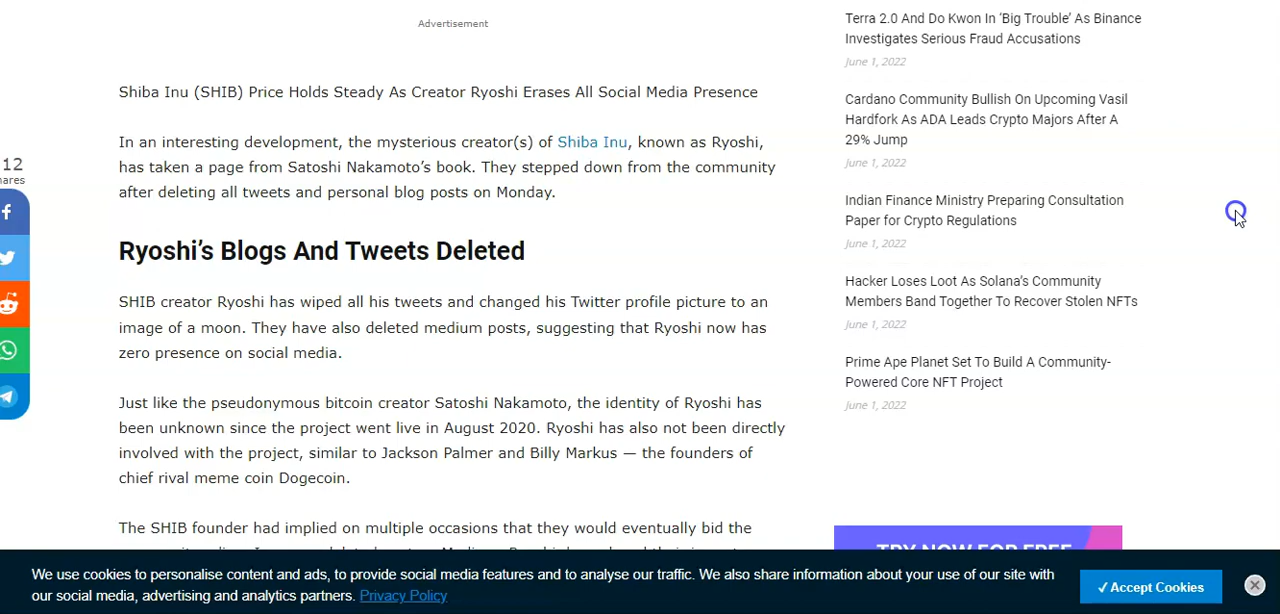 Advertisement
Shiba Inu (SHIB) Price Holds Steady As Creator Ryoshi Erases All Social Media Presence
In an interesting development, the mysterious creator(s) of Shiba Inu, known as Ryoshi,
has taken a page from Satoshi Nakamoto’s book. They stepped down from the community
after deleting all tweets and personal blog posts on Monday.
12
hares
Ryoshi’s Blogs And Tweets Deleted
SHIB creator Ryoshi has wiped all his tweets and changed his Twitter profile picture to an
image of a moon. They have also deleted medium posts, suggesting that Ryoshi now has
zero presence on social media.
Just like the pseudonymous bitcoin creator Satoshi Nakamoto, the identity of Ryoshi has
been unknown since the project went live in August 2020. Ryoshi has also not been directly
involved with the project, similar to Jackson Palmer and Billy Markus — the founders of
chief rival meme coin Dogecoin.
The SHIB founder had implied on multiple occasions that they would eventually bid the
Terra 2.0 And Do Kwon In ‘Big Trouble’ As Binance
Investigates Serious Fraud Accusations
June 1, 2022
Cardano Community Bullish On Upcoming Vasil
Hardfork As ADA Leads Crypto Majors After A
29% Jump
June 1, 2022
Indian Finance Ministry Preparing Consultation
Paper for Crypto Regulations
June 1, 2022
Hacker Loses Loot As Solana’s Community
Members Band Together To Recover Stolen NFTs
June 1, 2022
Prime Ape Planet Set To Build A Community-
Powered Core NFT Project
June 1, 2022
TRY NOW FOR FREE
We use cookies to personalise content and ads, to provide social media features and to analyse our traffic. We also share information about your use of our site with
our social media, advertising and analytics partners. Privacy Policy
✓Accept Cookies